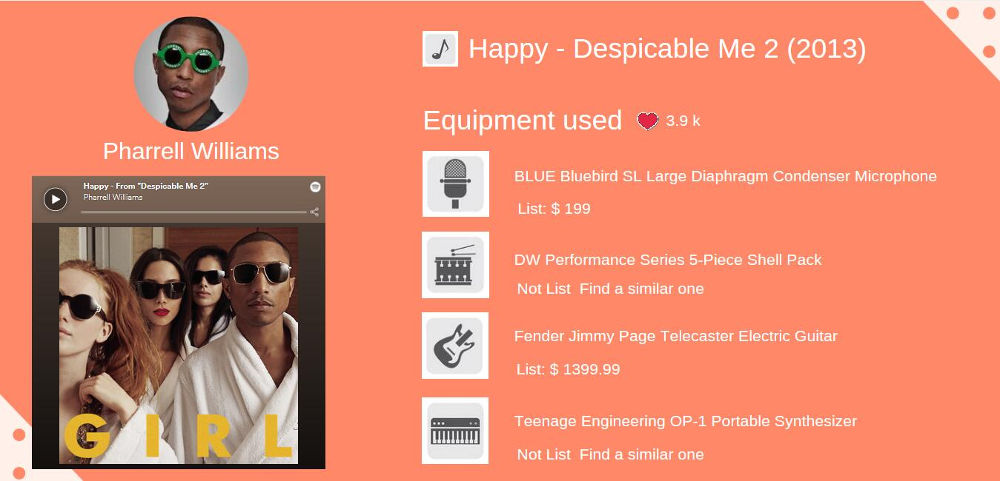 Pharrell Williams
Happy - From "Despicable Me 2"
Pharrell Williams
GIRL
Happy - Despicable Me 2 (2013)
Equipment used 3.9 k
BLUE Bluebird SL Large Diaphragm Condenser Microphone
List: $ 199
DW Performance Series 5-Piece Shell Pack
Not List Find a similar one
Fender Jimmy Page Telecaster Electric Guitar
List: $ 1399.99
Teenage Engineering OP-1 Portable Synthesizer
Not List Find a similar one